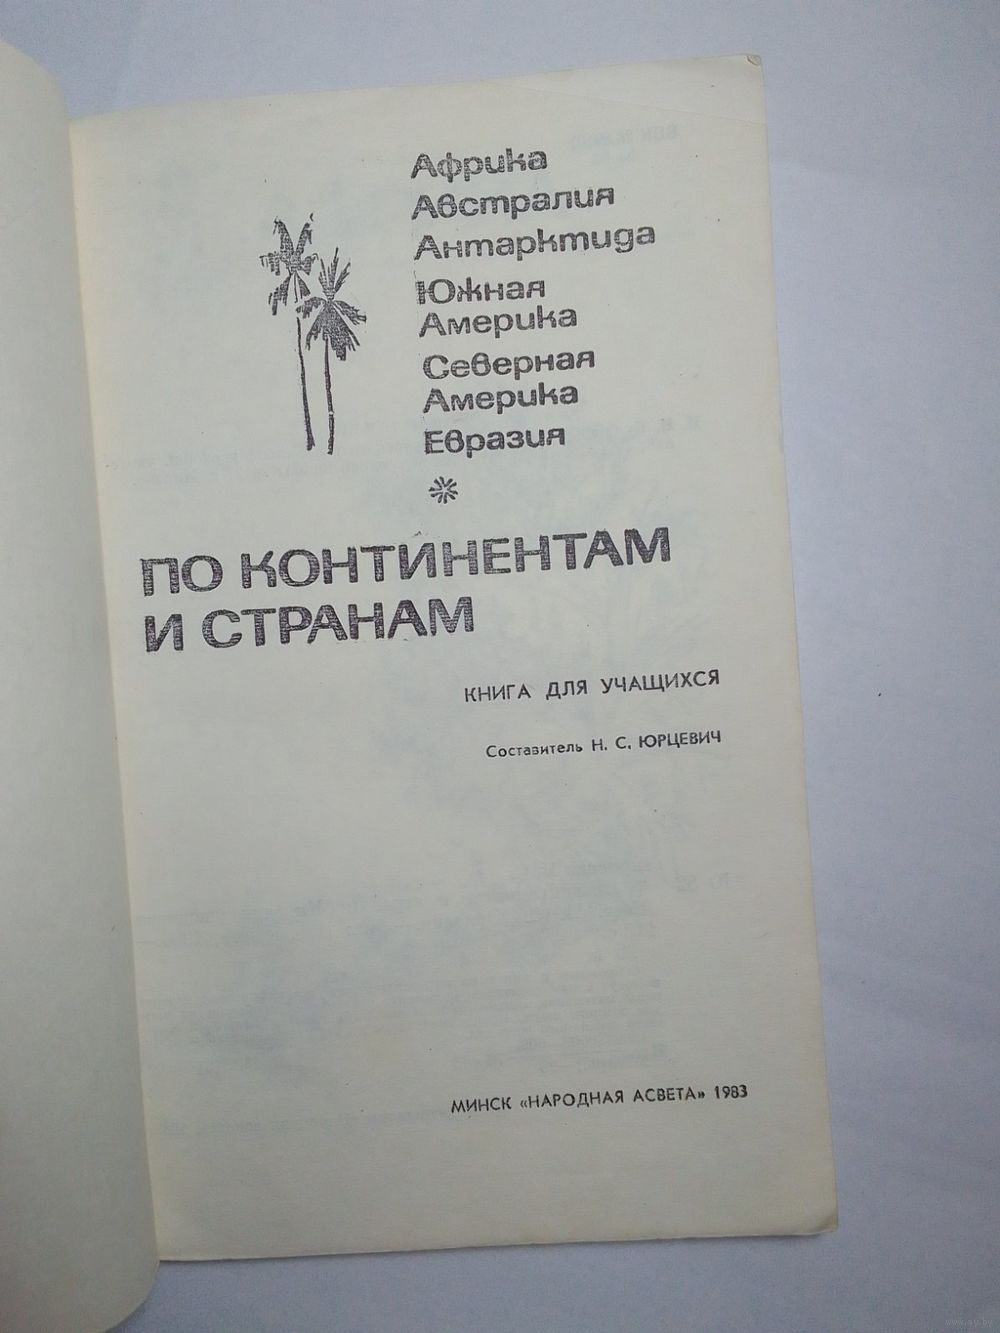 Африка
Австралия
Антарктида
Южная
Америка
Северная
Америка
Евразия
ПО КОНТИНЕНТАМ
И СТРАНАМ
КНИГА ДЛЯ УЧАЩИХСЯ
Составитель Н. С. ЮРЦЕВИЧ
МИНСК «НАРОДНАЯ АСВЕТА» 1983